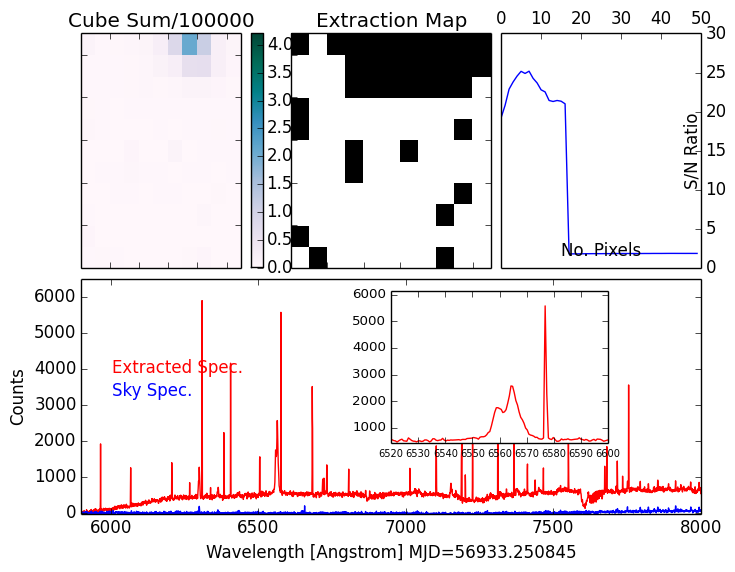 Cube Sum/100000
Extraction Map
0 10 20 30 40 50
4.0
3.5
3.0
2.5
2.0
1.5
1.0
0.5
0.0
30
25
20
15
10
5
0
S/N Ratio
No. Pixels
6000
5000
4000
3000
2000
1000
0
Counts
Extracted Spec.
Sky Spec.
6000
5000
4000
3000
2000
1000
6520 6530 6540 6550 6560 6570 6580 6590 6600
6000 6500 7000 7500 8000
Wavelength [Angstrom] MJD=56933.250845